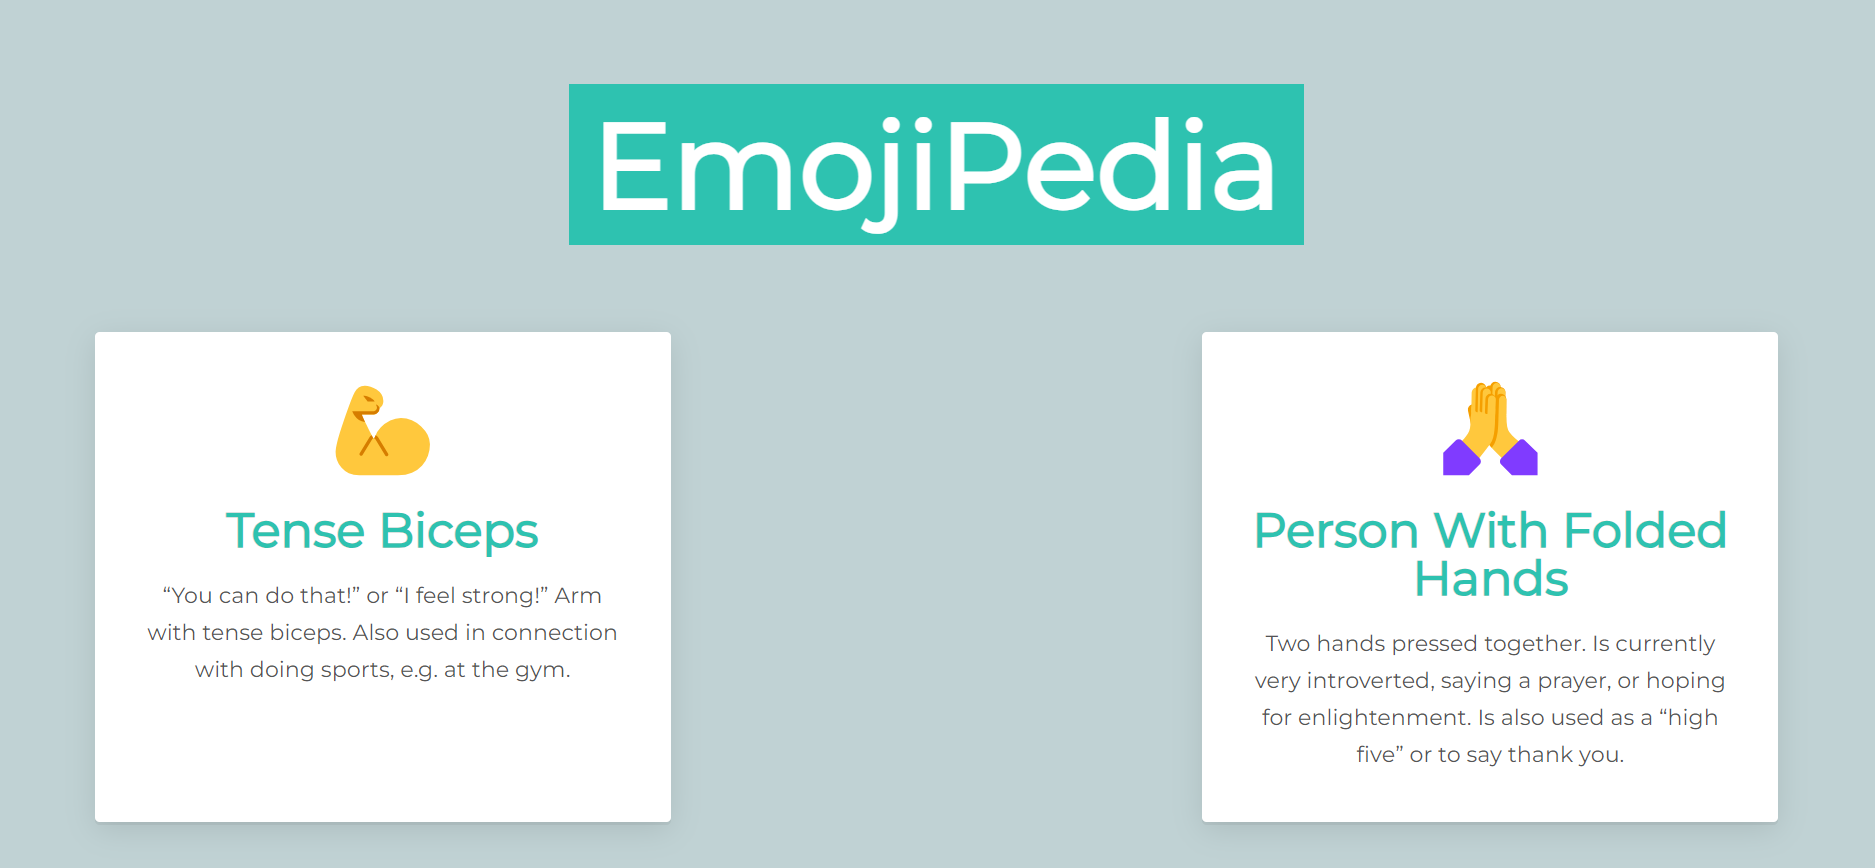 EmojiPedia
Tense Biceps
“You can do that!” or “I feel strong!” Arm
with tense biceps. Also used in connection
with doing sports, e.g. at the gym.
Person With Folded
Hands
Two hands pressed together. Is currently
very introverted, saying a prayer, or hoping
for enlightenment. Is also used as a “high
five” or to say thank you.